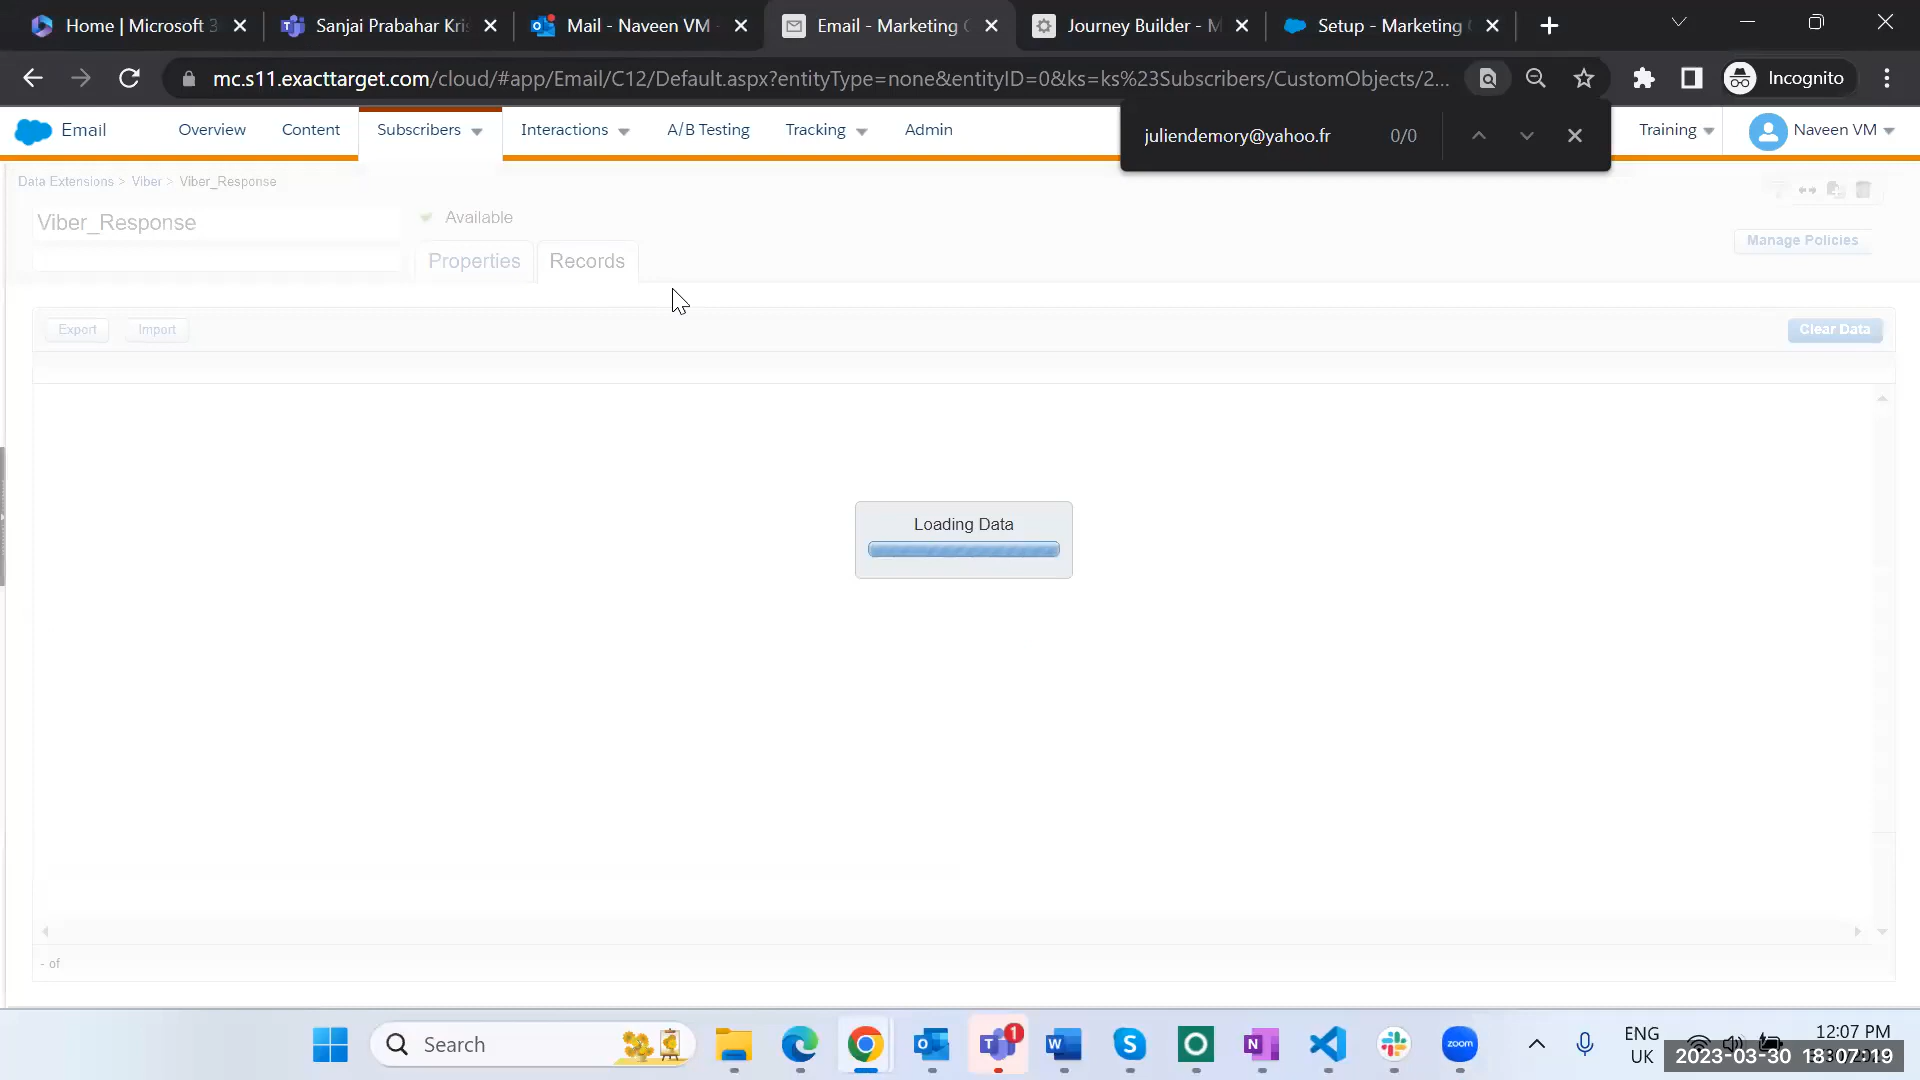 Home | Microsoft 3
Sanjai Prabahar Kri
Mail - Naveen VM -
Email - Marketing C
Journey Builder - M
Setup - Marketing
mc.s11.exacttarget.com/cloud/#app/Email/C12/Default.aspx?entityType=none&entityID=0&ks=ks%23Subscribers/CustomObjects/2...
Incognito
juliendemory@yahoo.fr 0/0
Email Overview Content Subscribers Interactions A/B Testing Tracking Admin Training Naveen VM
Data Extensions > Viber > Viber_Response
Viber_Response
Available
Properties
Records
Manage Policies
Export
Import
Clear Data
Loading Data
- of
Search
1
zoom
ENG
UK
12:07 PM
2023-03-30 18:07:19